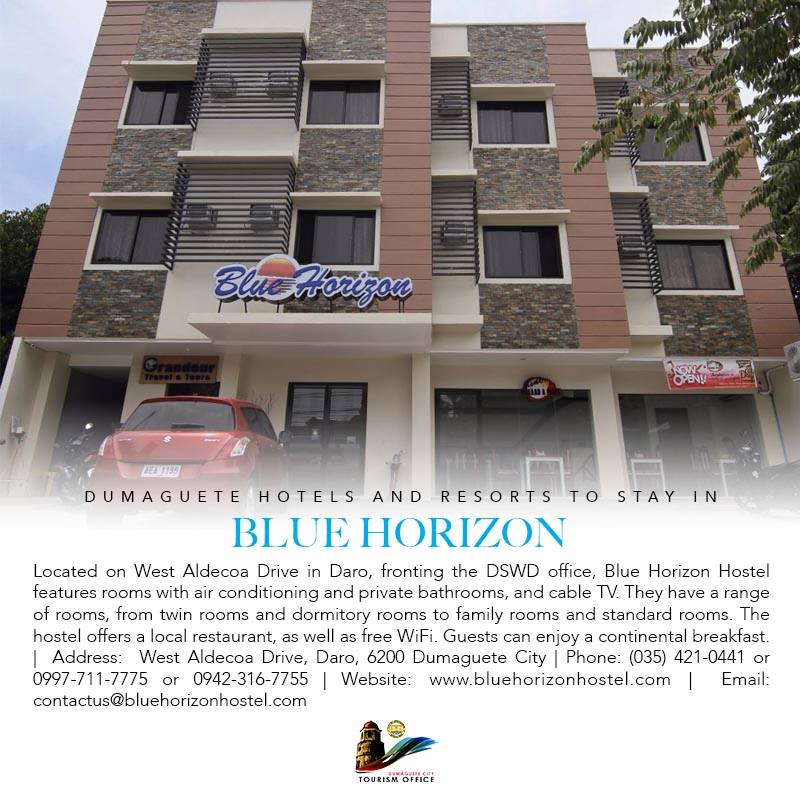 Blue Horizon
Grandeur
Travel & Tours
NOW
OPEN!!
AEA 1195
DUMAGUETE HOTELS AND RESORTS TO STAY IN
BLUE HORIZON
Located on West Aldecoa Drive in Daro, fronting the DSWD office, Blue Horizon Hostel
features rooms with air conditioning and private bathrooms, and cable TV. They have a range
of rooms, from twin rooms and dormitory rooms to family rooms and standard rooms. The
hostel offers a local restaurant, as well as free WiFi. Guests can enjoy a continental breakfast.
| Address: West Aldecoa Drive, Daro, 6200 Dumaguete City | Phone: (035) 421-0441 or
0997-711-7775 or 0942-316-7755 | Website: www.bluehorizonhostel.com | Email:
contactus@bluehorizonhostel.com
DUMAGUETE CITY
TOURISM OFFICE